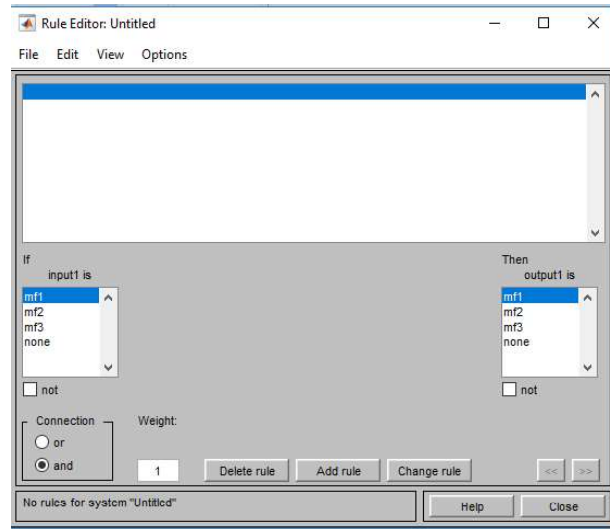 Rule Editor: Untitled
File Edit View Options
If
input1 is
mf1
mf2
mf3
none
not
Then
output1 is
mf1
mf2
mf3
none
not
Connection
or
and
Weight:
1
Delete rule
Add rule
Change rule
<<
>>
No rules for system "Untitled"
Help
Close